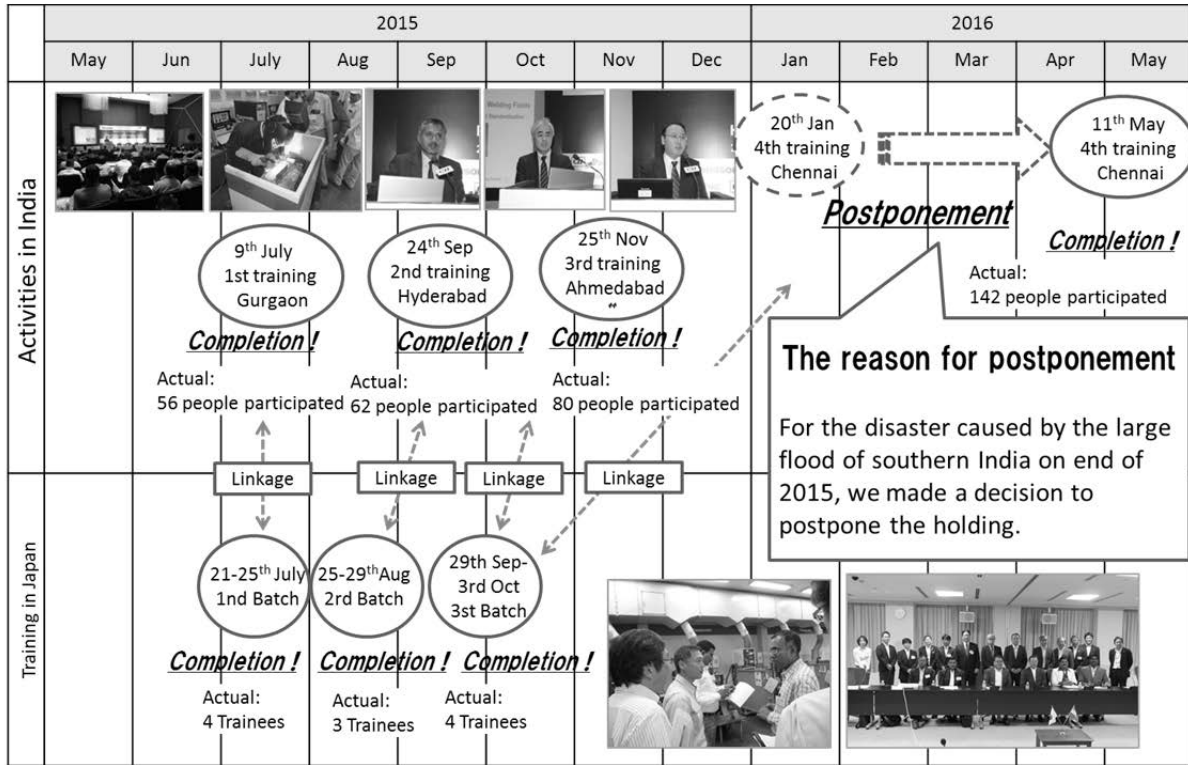 2015
2016
May
Jun
July
Aug
Sep
Oct
Nov
Dec
Jan
Feb
Mar
Apr
May
Activities in India
9th July
1st training
Gurgaon
Completion !
Actual:
56 people participated
24th Sep
2nd training
Hyderabad
Completion !
Actual:
62 people participated
25th Nov
3rd training
Ahmedabad
Completion !
Actual:
80 people participated
20th Jan
4th training
Chennai
Postponement
11th May
4th training
Chennai
Completion !
Actual:
142 people participated
The reason for postponement
For the disaster caused by the large
flood of southern India on end of
2015, we made a decision to
postpone the holding.
Linkage
Linkage
Linkage
Linkage
Training in Japan
21-25th July
1nd Batch
Completion !
Actual:
4 Trainees
25-29th Aug
2rd Batch
Completion !
Actual:
3 Trainees
29th Sep-
3rd Oct
3st Batch
Completion !
Actual:
4 Trainees